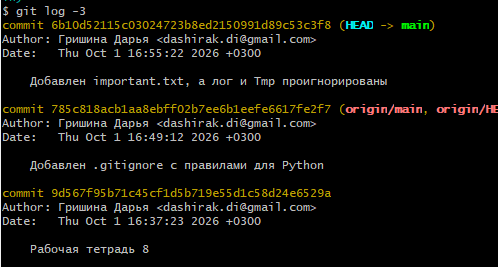 $ git log -3
commit 6b10d52115c03024723b8ed2150991d89c53c3f8 (HEAD -> main)
Author: Гришина Дарья <dashirak.di@gmail.com>
Date:   Thu Oct 1 16:55:22 2026 +0300
Добавлен important.txt, а лог и Tmp проигнорированы
commit 785c818acb1aa8ebff02b7ee6b1eefe6617fe2f7 (origin/main, origin/HE
Author: Гришина Дарья <dashirak.di@gmail.com>
Date:   Thu Oct 1 16:49:12 2026 +0300
Добавлен .gitignore с правилами для Python
commit 9d567f95b71c45cf1d5b719e55d1c58d24e6529a
Author: Гришина Дарья <dashirak.di@gmail.com>
Date:   Thu Oct 1 16:37:23 2026 +0300
Рабочая тетрадь 8